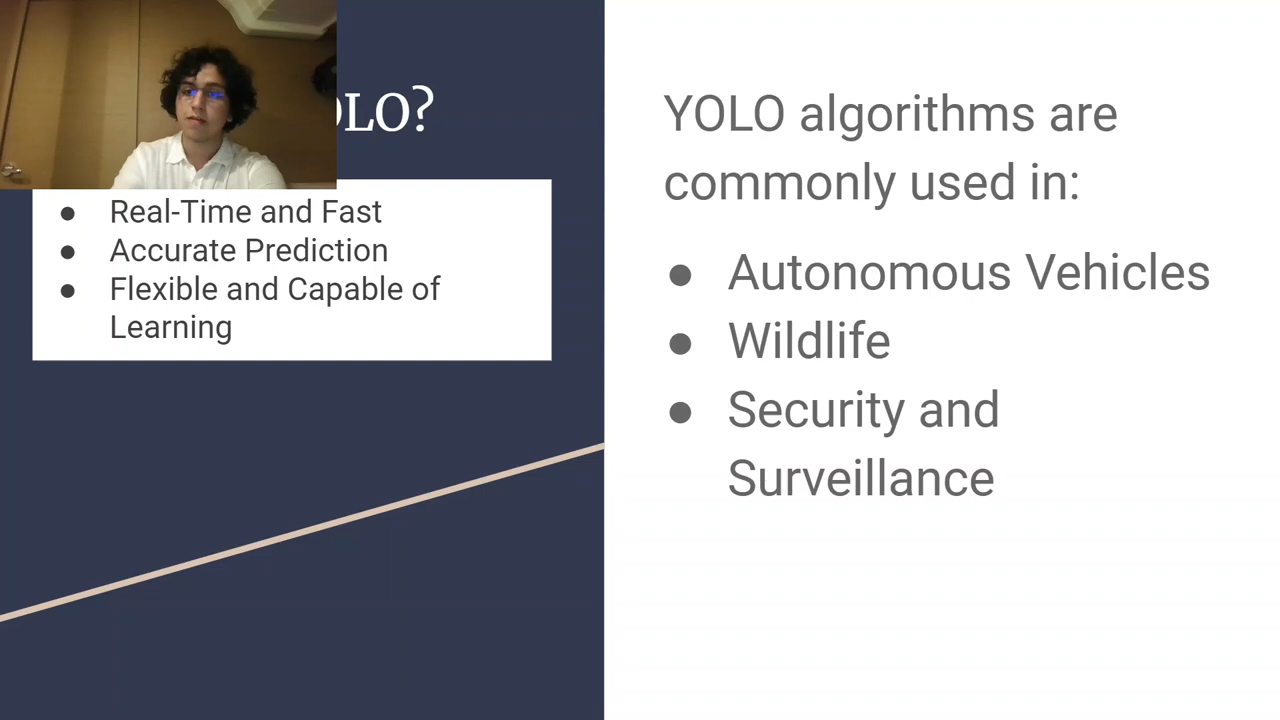 OLO?
● Real-Time and Fast
● Accurate Prediction
● Flexible and Capable of
Learning
YOLO algorithms are
commonly used in:
● Autonomous Vehicles
● Wildlife
● Security and
Surveillance